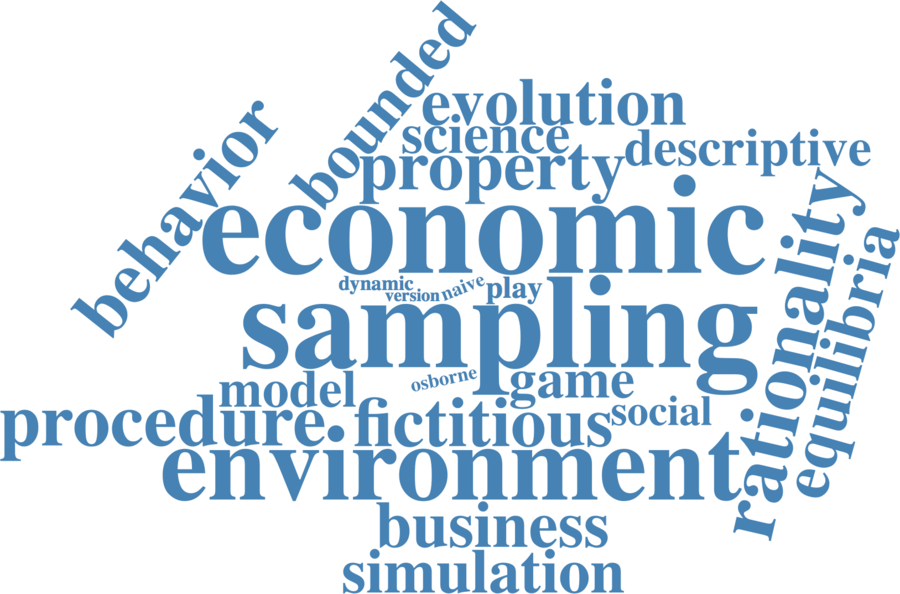 bounded
behavior
evolution
science
descriptive
property
rationality
economic
equilibria
dynamic
version
naive
play
sampling
osborne
model
game
procedure
fictitious
social
environment
business
simulation